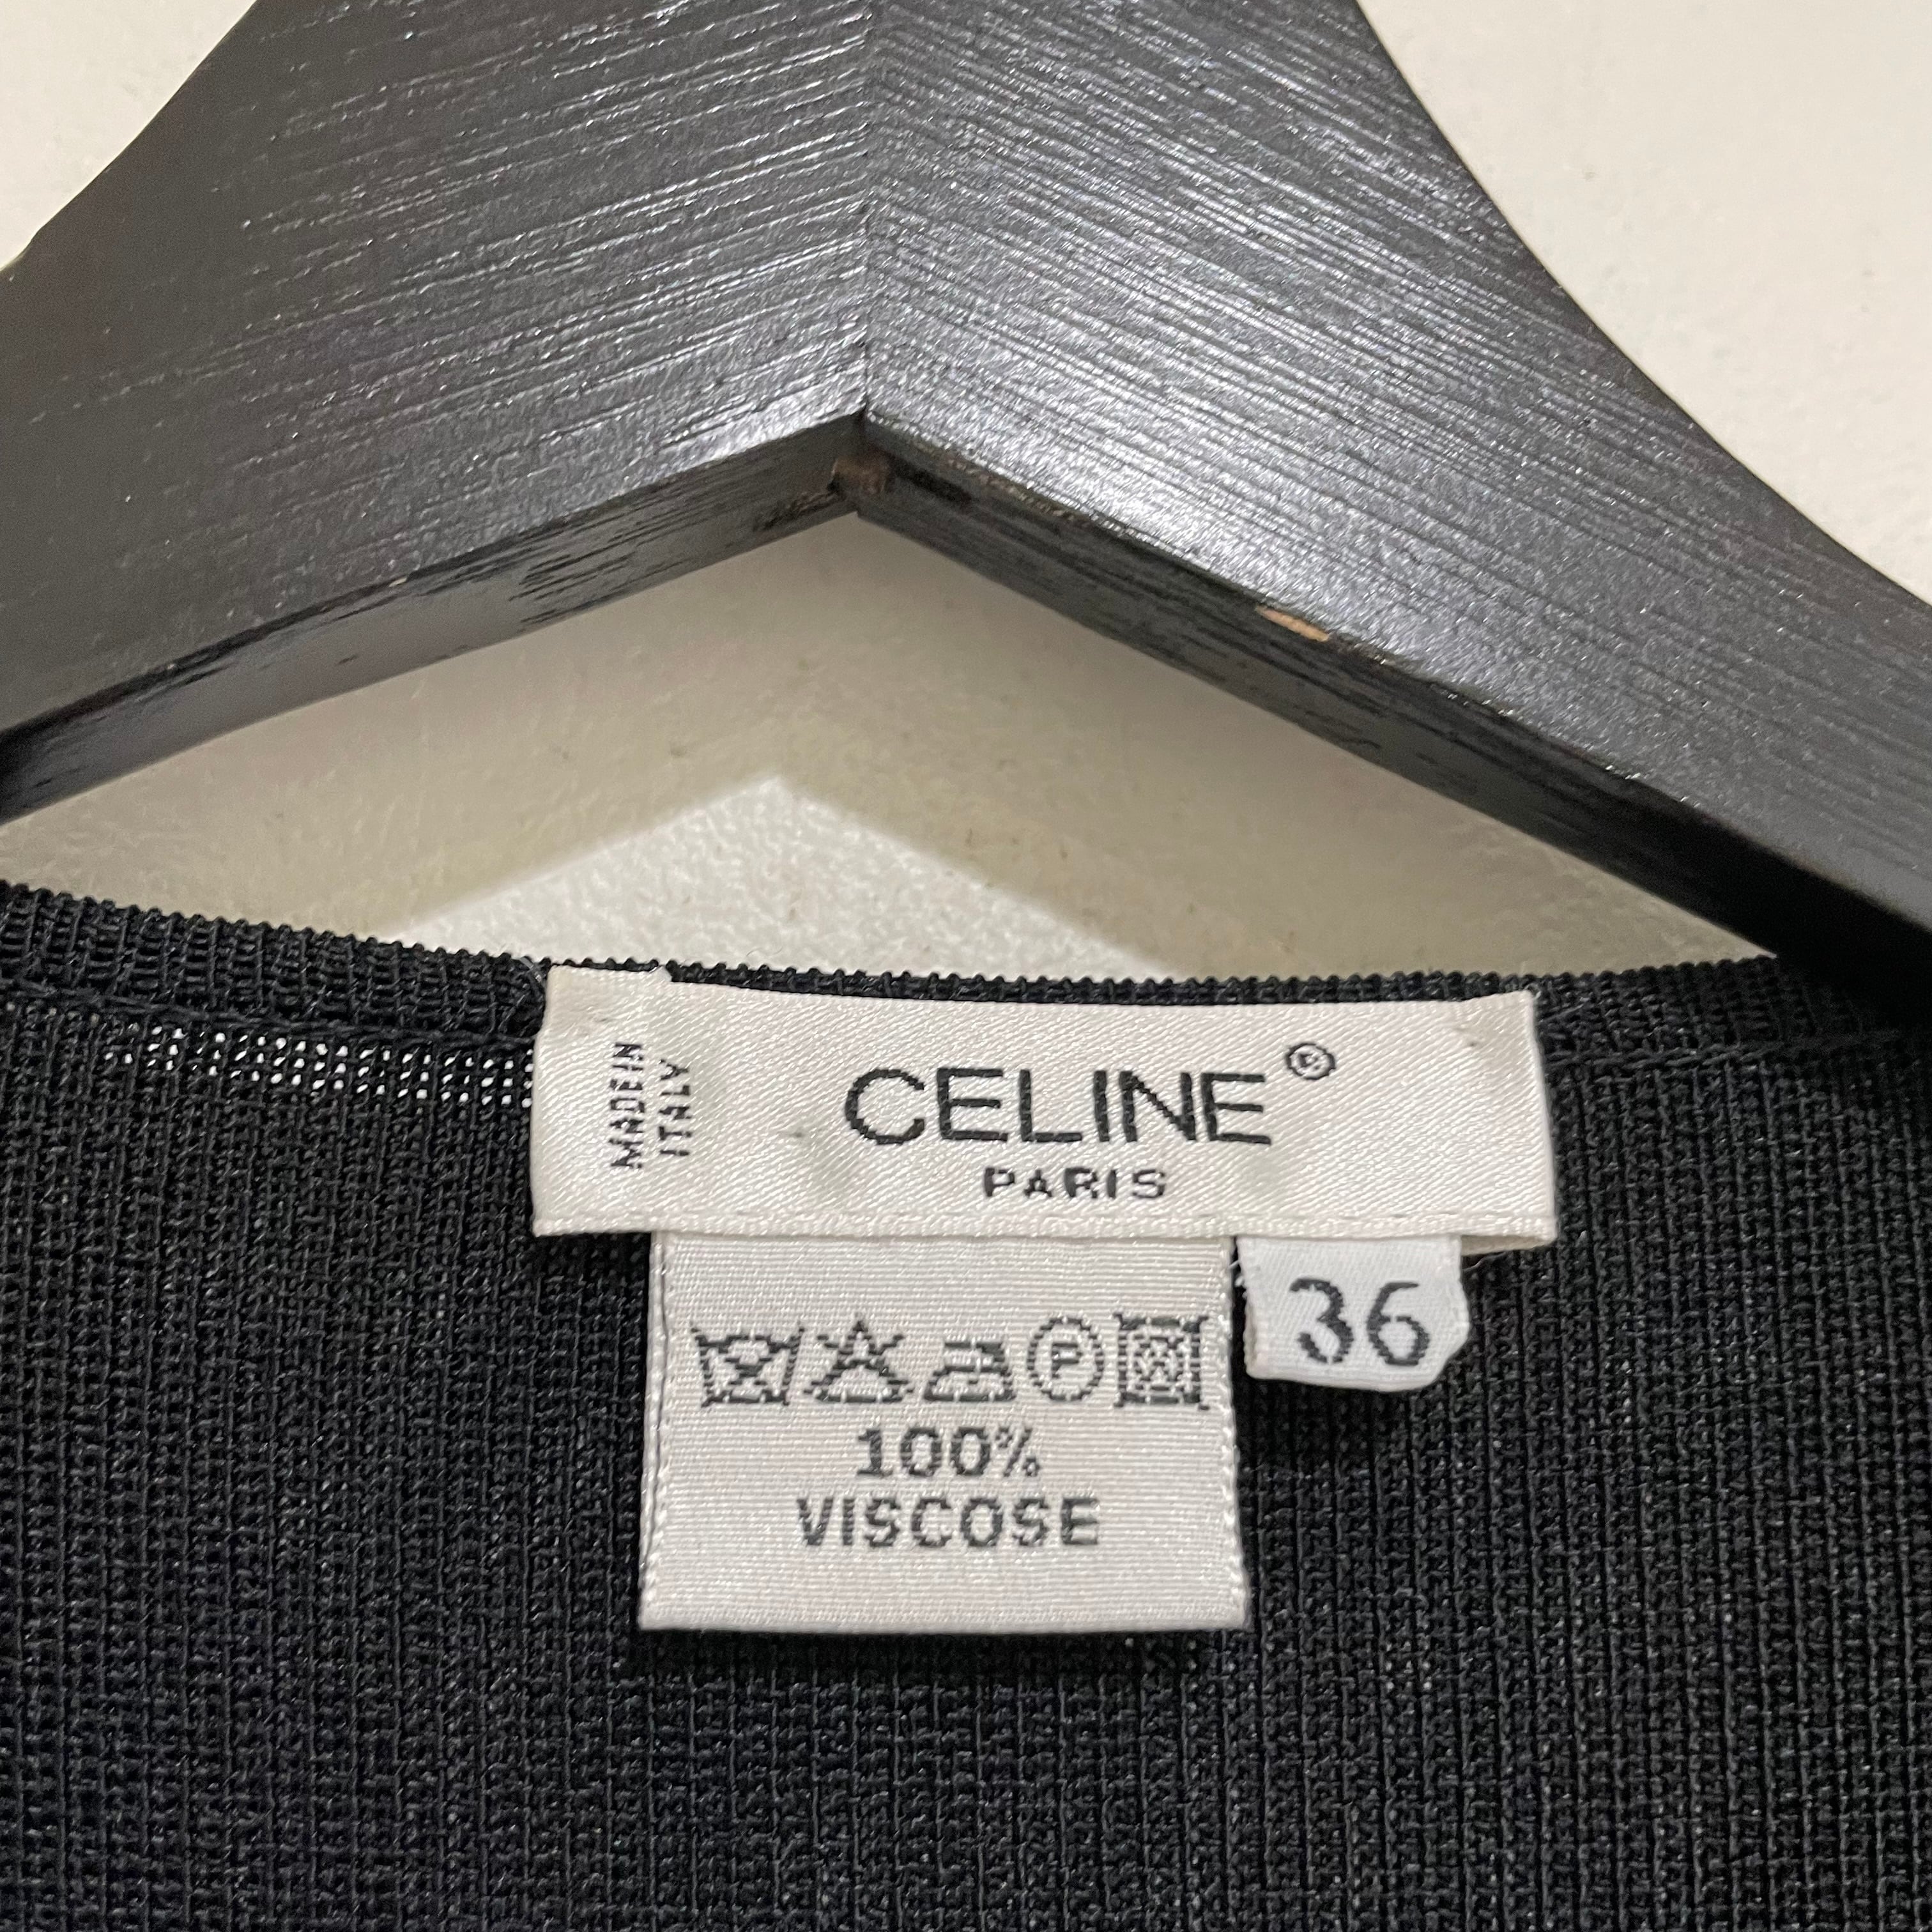 MADE IN
ITALY
CELINE®
PARIS
36
P
100%
VISCOSE